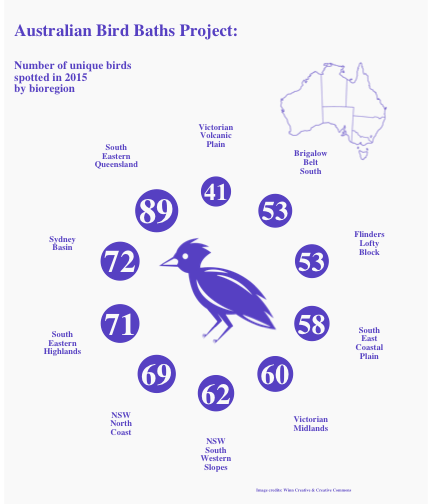 Australian Bird Baths Project:
Number of unique birds
spotted in 2015
by bioregion
Victorian
Volcanic
Plain
41
Brigalow
Belt
South
53
Flinders
Lofty
Block
53
South
East
Coastal
Plain
58
Victorian
Midlands
60
NSW
South
Western
Slopes
62
NSW
North
Coast
69
South
Eastern
Highlands
71
Sydney
Basin
72
South
Eastern
Queensland
89
Image credits: Winn Creative & Creative Commons